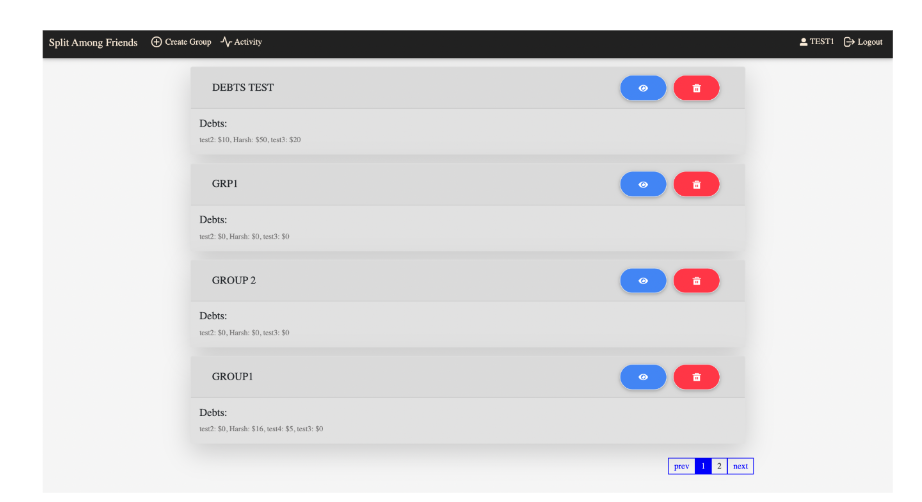 Split Among Friends Create Group Activity TEST1 Logout
DEBTS TEST
Debts:
test2: $10, Harsh: $50, test3: $20
GRP1
Debts:
test2: $0, Harsh: $0, test3: $0
GROUP 2
Debts:
test2: $0, Harsh: $0, test3: $0
GROUP1
Debts:
test2: $0, Harsh: $16, test4: $5, test3: $0
prev 1 2 next